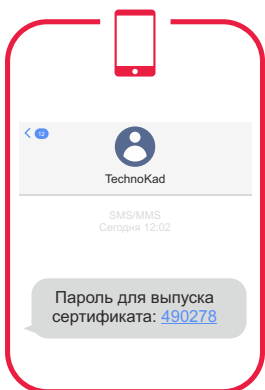 12
TechnoKad
SMS/MMS
Сегодня 12:02
Пароль для выпуска
сертификата: 490278